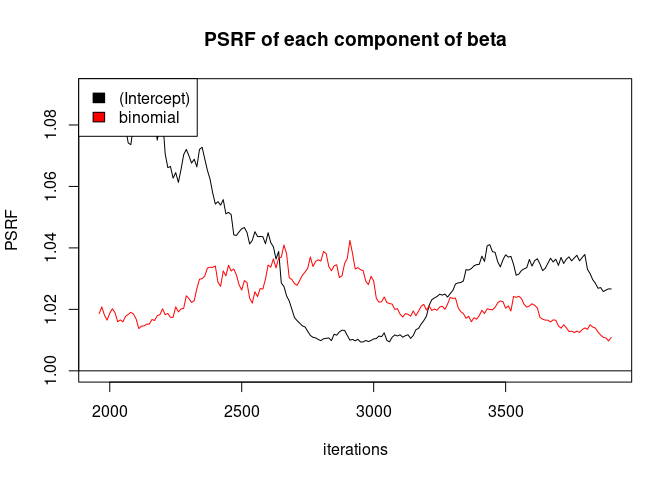 PSRF of each component of beta
(Intercept)
binomial
PSRF
1.08
1.06
1.04
1.02
1.00
2000 2500 3000 3500
iterations